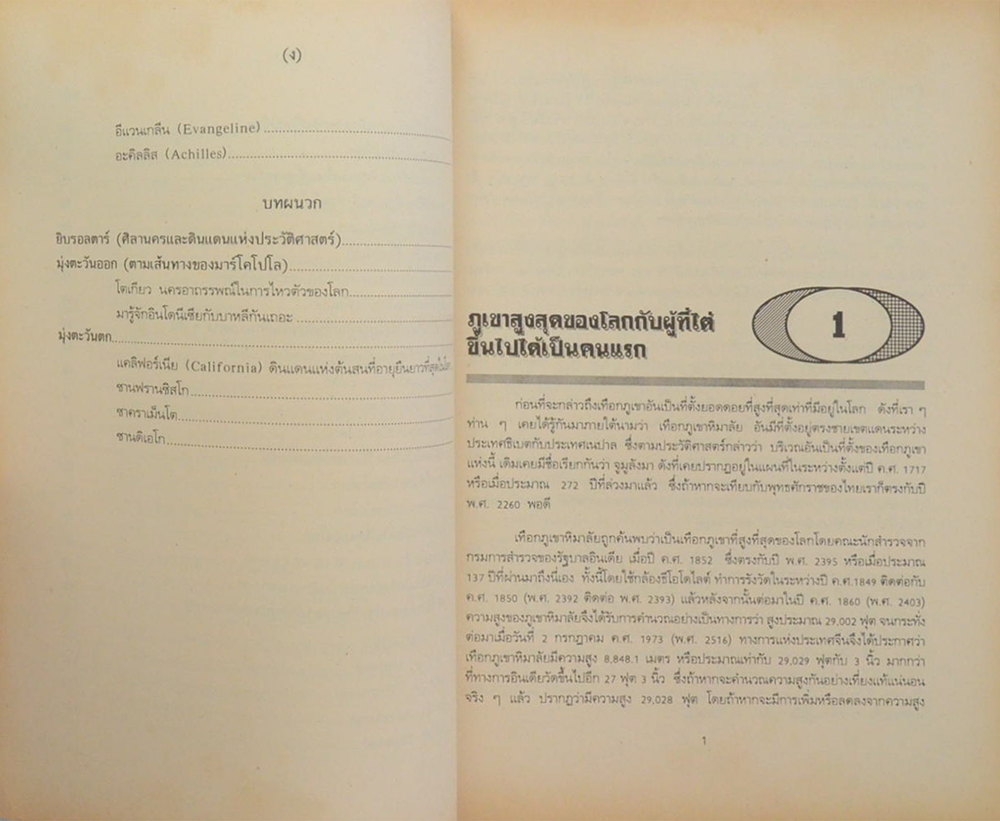 (ง)
อีแวนเกลีน (Evangeline)
อะคิลลิส (Achilles)
บทผนวก
ยิบรอลตาร์ (ศิลานครและดินแดนแห่งประวัติศาสตร์)
มุ่งตะวันออก (ตามเส้นทางของมาร์โคโปโล)
โตเกียว นครอาถรรพณ์ในการไหวตัวของโลก
มารู้จักอินโดนีเซียกับบาหลีกันเถอะ
มุ่งตะวันตก
แคลิฟอร์เนีย (California) ดินแดนแห่งต้นสนที่อายุยืนยาวที่สุดในโลก
ซานฟรานซิสโก
ซาคราเม็นโต
ซานดิเอโก
ภูเขาสูงสุดของโลกกับผู้ที่ไต่
ขึ้นไปได้เป็นคนแรก
1
ก่อนที่จะกล่าวถึงเทือกภูเขาอันเป็นที่ตั้งยอดดอยที่สูงที่สุดเท่าที่มีอยู่ในโลก ดังที่เรา ๆ
ท่าน ๆ เคยได้รู้กันมาภายใต้นามว่า เทือกภูเขาหิมาลัย อันมีที่ตั้งอยู่ตรงชายเขตแดนระหว่าง
ประเทศธิเบตกับประเทศเนปาล ซึ่งตามประวัติศาสตร์กล่าวว่า บริเวณอันเป็นที่ตั้งของเทือกภูเขา
แห่งนี้ เดิมเคยมีชื่อเรียกกันว่า จูมูลังมา ดังที่เคยปรากฏอยู่ในแผนที่ในระหว่างตั้งแต่ปี ค.ศ. 1717
หรือเมื่อประมาณ 272 ปีที่ล่วงมาแล้ว ซึ่งถ้าหากจะเทียบกับพุทธศักราชของไทยเราก็ตรงกับปี
พ.ศ. 2260 พอดี
เทือกภูเขาหิมาลัยถูกค้นพบว่าเป็นเทือกภูเขาที่สูงที่สุดของโลกโดยคณะนักสำรวจจาก
กรมการสำรวจของรัฐบาลอินเดีย เมื่อปี ค.ศ. 1852 ซึ่งตรงกับปี พ.ศ. 2395 หรือเมื่อประมาณ
137 ปีที่ผ่านมาถึงนี่เอง ทั้งนี้โดยใช้กล้องธีโอโดไลต์ ทำการรังวัดในระหว่างปี ค.ศ.1849 ติดต่อกับ
ค.ศ. 1850 (พ.ศ. 2392 ติดต่อ พ.ศ. 2393) แล้วหลังจากนั้นต่อมาในปี ค.ศ. 1860 (พ.ศ. 2403)
ความสูงของภูเขาหิมาลัยจึงได้รับการคำนวณอย่างเป็นทางการว่า สูงประมาณ 29,002 ฟุต จนกระทั่ง
ต่อมาเมื่อวันที่ 2 กรกฎาคม ค.ศ. 1973 (พ.ศ. 2516) ทางการแห่งประเทศจีนจึงได้ประกาศว่า
เทือกภูเขาหิมาลัยมีความสูง 8,848.1 เมตร หรือประมาณเท่ากับ 29,029 ฟุตกับ 3 นิ้ว มากกว่า
ที่ทางการอินเดียวัดขึ้นไปอีก 27 ฟุต 3 นิ้ว ซึ่งถ้าหากจะคำนวณความสูงกันอย่างเที่ยงแท้แน่นอน
จริง ๆ แล้ว ปรากฏว่ามีความสูง 29,028 ฟุต โดยถ้าหากจะมีการเพิ่มหรือลดลงจากความสูง
1